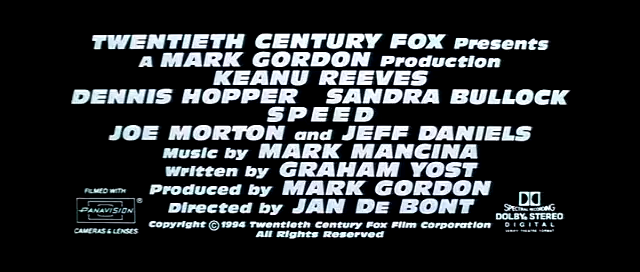 TWENTIETH CENTURY FOX Presents
A MARK GORDON Production
KEANU REEVES
DENNIS HOPPER SANDRA BULLOCK
SPEED
JOE MORTON and JEFF DANIELS
Music by MARK MANCINA
Written by GRAHAM YOST
Produced by MARK GORDON
Directed by JAN DE BONT
Copyright ©1994 Twentieth Century Fox Film Corporation
All Rights Reserved
FILMED WITH
PANAVISION®
CAMERAS & LENSES
SPECTRAL RECORDING
DOLBY STEREO
DIGITAL